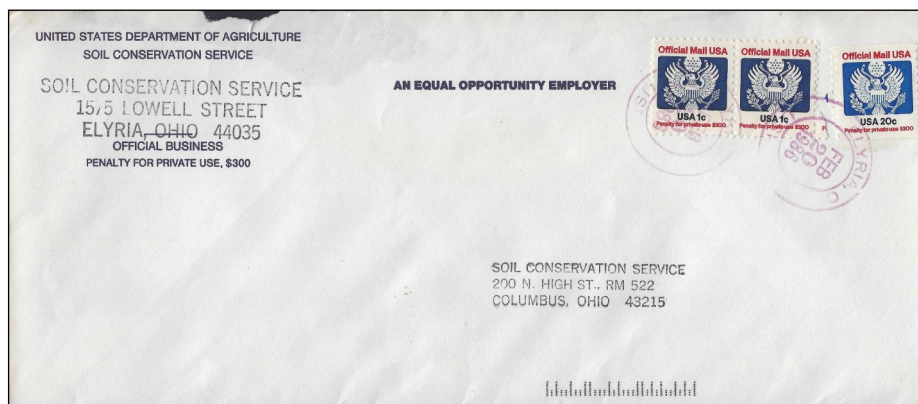 UNITED STATES DEPARTMENT OF AGRICULTURE
SOIL CONSERVATION SERVICE
SOIL CONSERVATION SERVICE
15/5 LOWELL STREET
ELYRIA, OHIO 44035
OFFICIAL BUSINESS
PENALTY FOR PRIVATE USE, $300
AN EQUAL OPPORTUNITY EMPLOYER
Official Mail USA
USA 1c
Penalty for private use $300
Official Mail USA
USA 1c
Penalty for private use $300
Official Mail USA
USA 20c
Penalty for private use $300
FEB
20
1986
SOIL CONSERVATION SERVICE
200 N. HIGH ST., RM 522
COLUMBUS, OHIO 43215